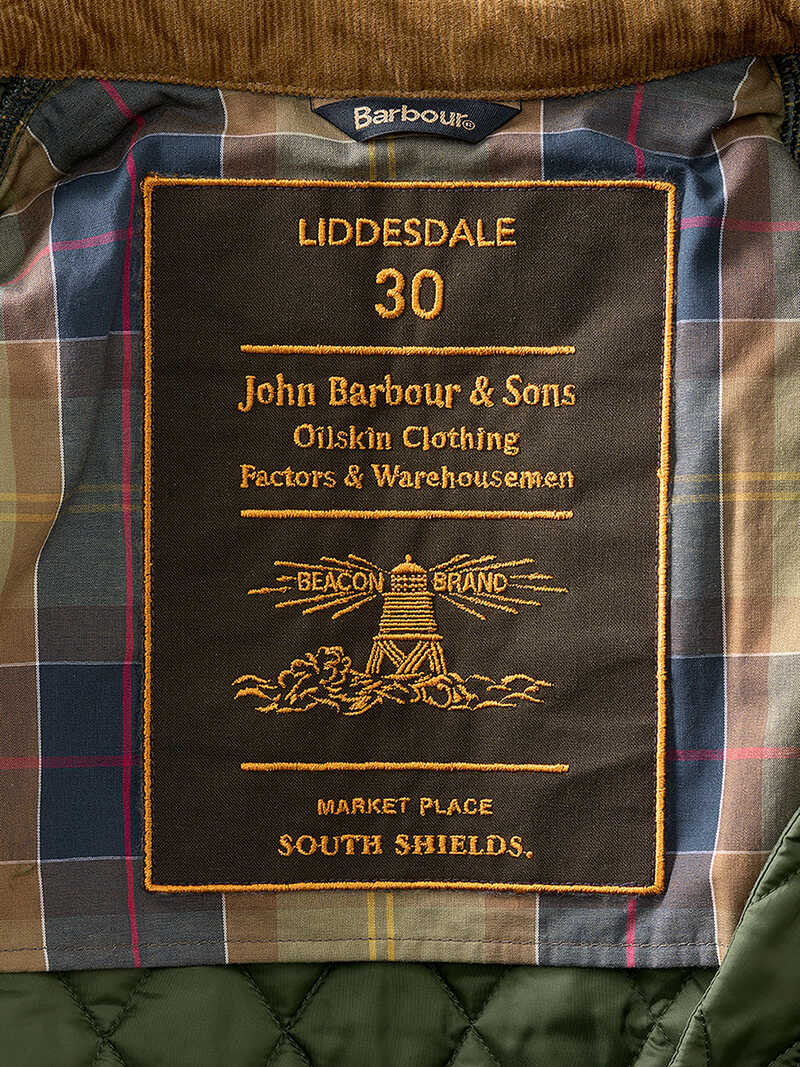 Barbour®
LIDDESDALE
30
John Barbour & Sons
Oilskin Clothing
Factors & Warehousemen
BEACON BRAND
MARKET PLACE
SOUTH SHIELDS.